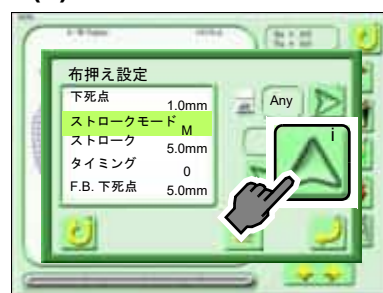 布押え設定
下死点 1.0mm
ストロークモード M
ストローク 5.0mm
タイミング 0
F.B. 下死点 5.0mm
Any
i